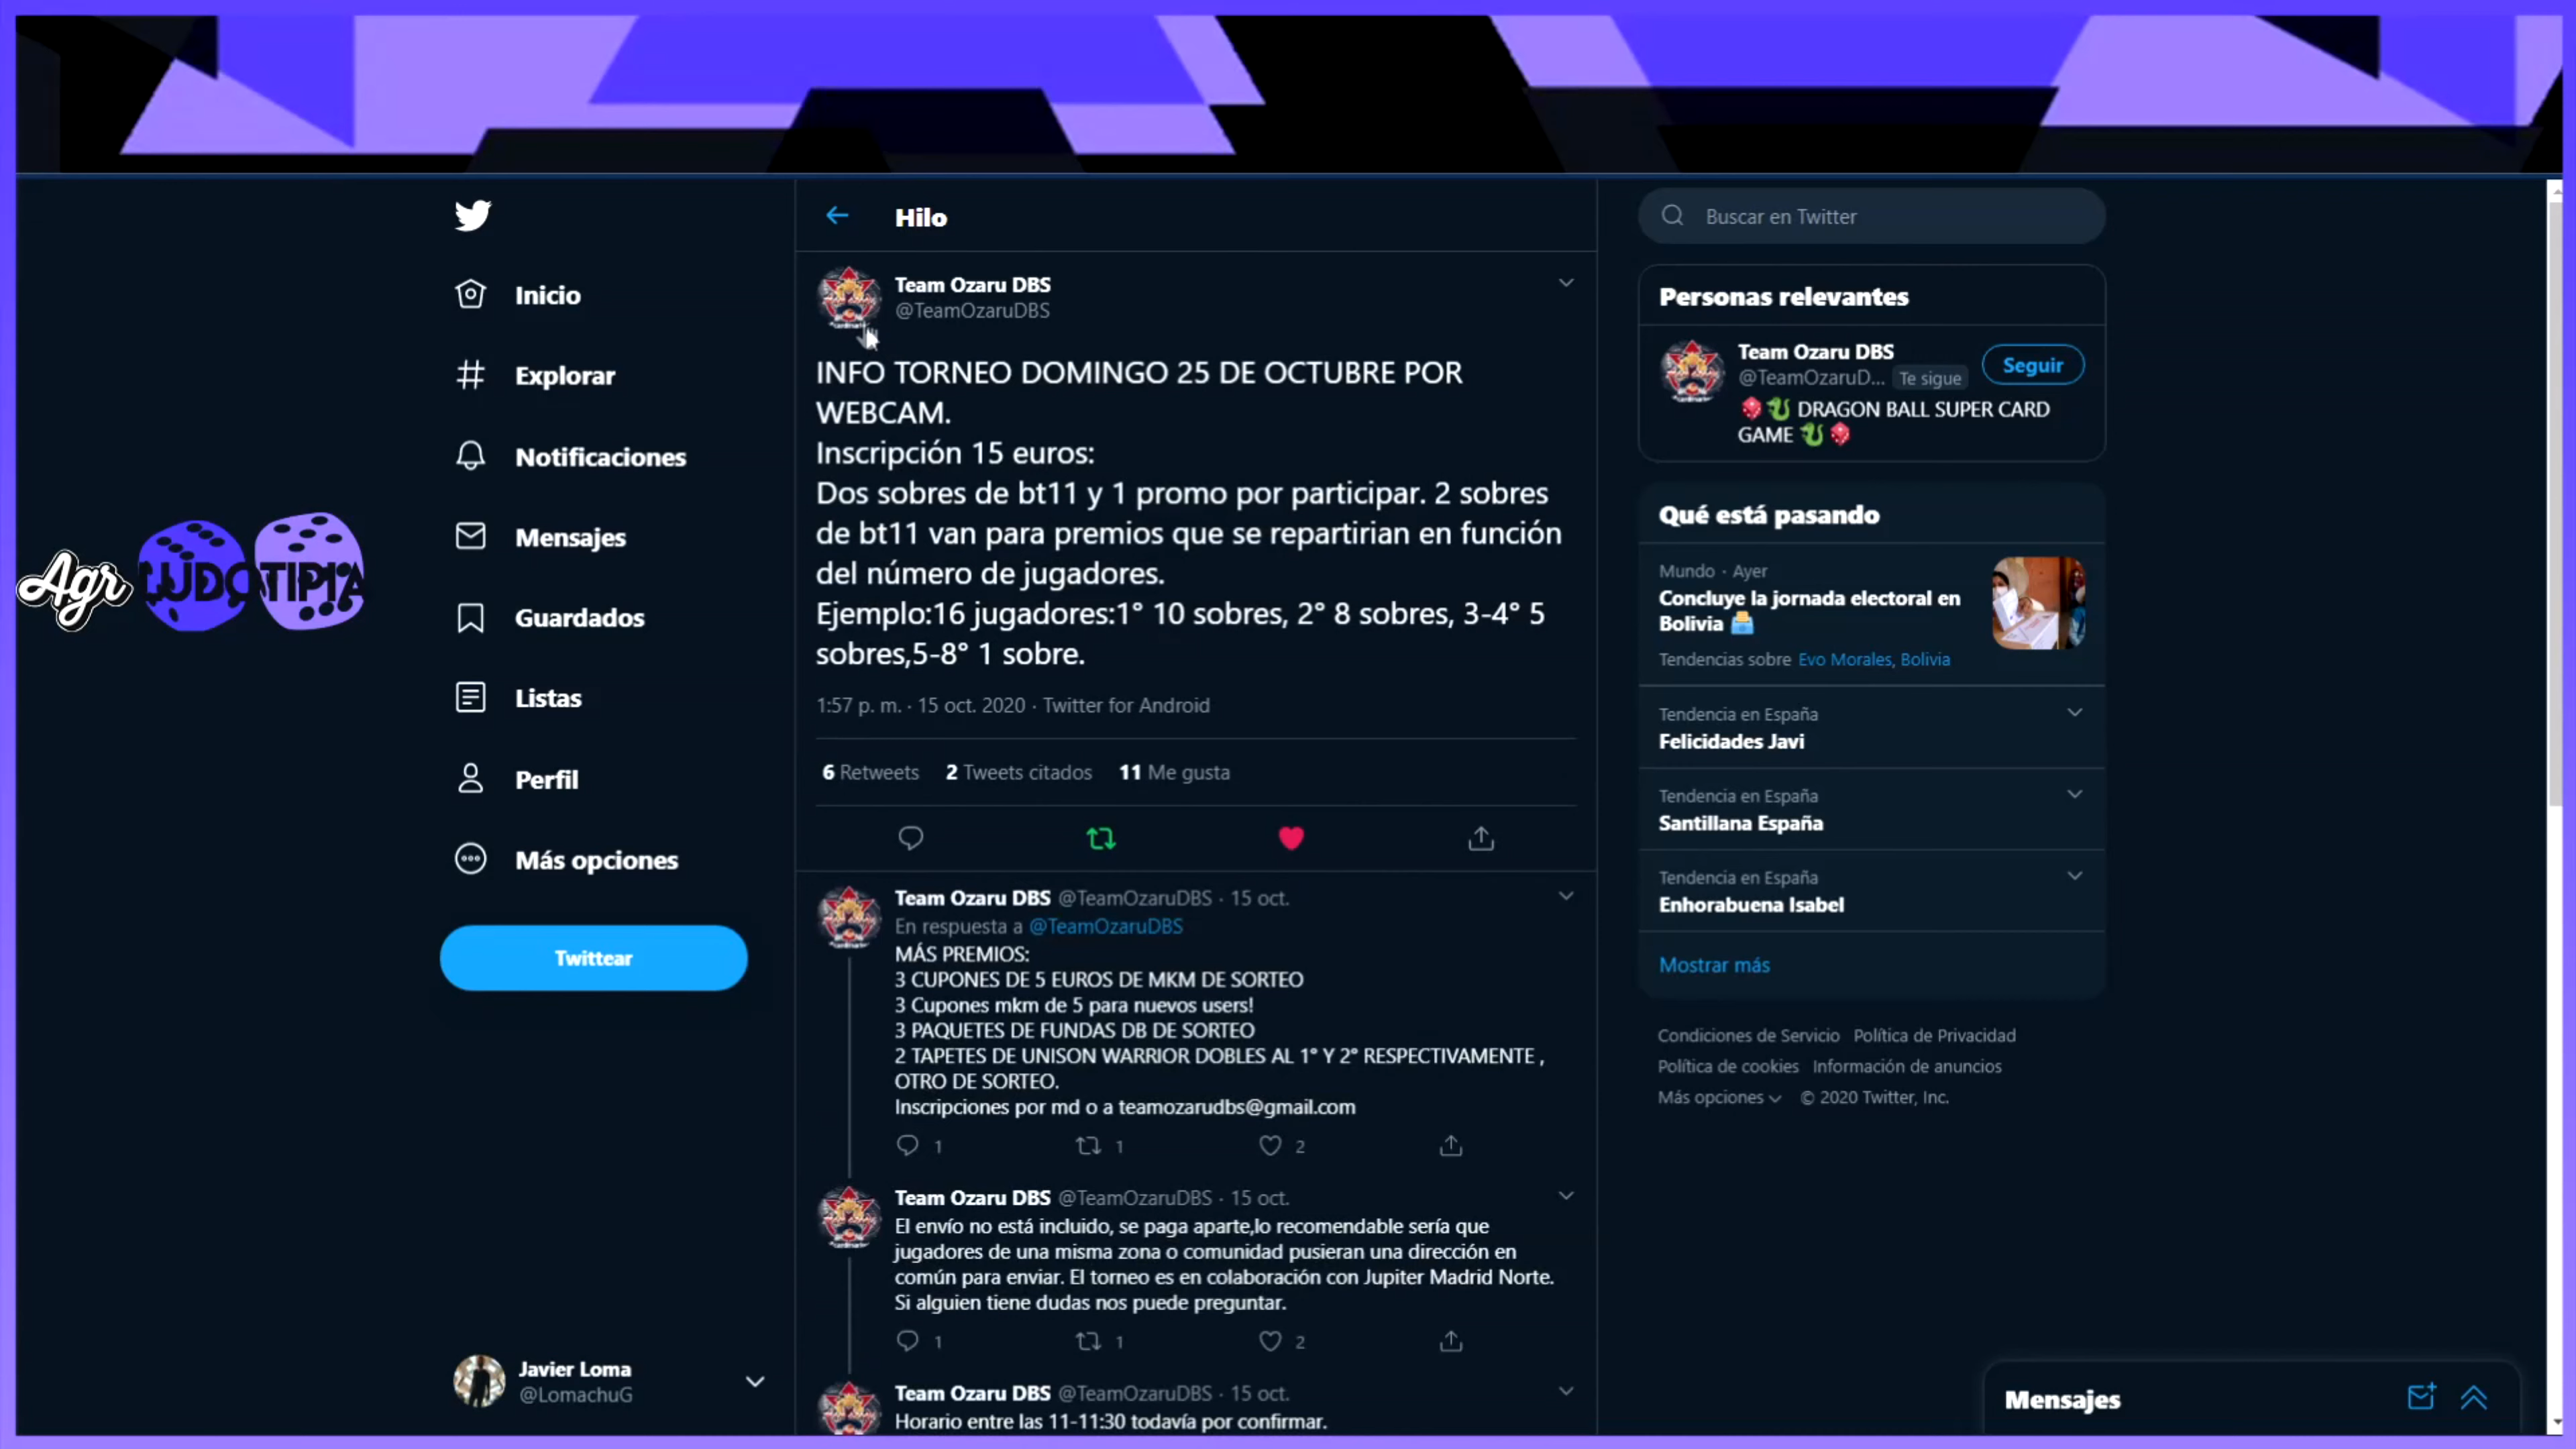 Agr
LUDOTIPIA
Inicio
Explorar
Notificaciones
Mensajes
Guardados
Listas
Perfil
Más opciones
Twittear
Javier Loma
@LomachuG
Hilo
Team Ozaru DBS
@TeamOzaruDBS
INFO TORNEO DOMINGO 25 DE OCTUBRE POR
WEBCAM.
Inscripción 15 euros:
Dos sobres de bt11 y 1 promo por participar. 2 sobres
de bt11 van para premios que se repartirian en función
del número de jugadores.
Ejemplo:16 jugadores:1° 10 sobres, 2° 8 sobres, 3-4° 5
sobres,5-8° 1 sobre.
1:57 p. m. · 15 oct. 2020 · Twitter for Android
6 Retweets 2 Tweets citados 11 Me gusta
Team Ozaru DBS @TeamOzaruDBS · 15 oct.
En respuesta a @TeamOzaruDBS
MÁS PREMIOS:
3 CUPONES DE 5 EUROS DE MKM DE SORTEO
3 Cupones mkm de 5 para nuevos users!
3 PAQUETES DE FUNDAS DB DE SORTEO
2 TAPETES DE UNISON WARRIOR DOBLES AL 1° Y 2° RESPECTIVAMENTE ,
OTRO DE SORTEO.
Inscripciones por md o a teamozarudbs@gmail.com
1 1 2
Team Ozaru DBS @TeamOzaruDBS · 15 oct.
El envío no está incluido, se paga aparte,lo recomendable sería que
jugadores de una misma zona o comunidad pusieran una dirección en
común para enviar. El torneo es en colaboración con Jupiter Madrid Norte.
Si alguien tiene dudas nos puede preguntar.
1 1 2
Team Ozaru DBS @TeamOzaruDBS · 15 oct.
Horario entre las 11-11:30 todavía por confirmar.
Buscar en Twitter
Personas relevantes
Team Ozaru DBS
@TeamOzaruD... Te sigue
Seguir
DRAGON BALL SUPER CARD
GAME
Qué está pasando
Mundo · Ayer
Concluye la jornada electoral en
Bolivia
Tendencias sobre Evo Morales, Bolivia
Tendencia en España
Felicidades Javi
Tendencia en España
Santillana España
Tendencia en España
Enhorabuena Isabel
Mostrar más
Condiciones de Servicio Política de Privacidad
Política de cookies Información de anuncios
Más opciones © 2020 Twitter, Inc.
Mensajes